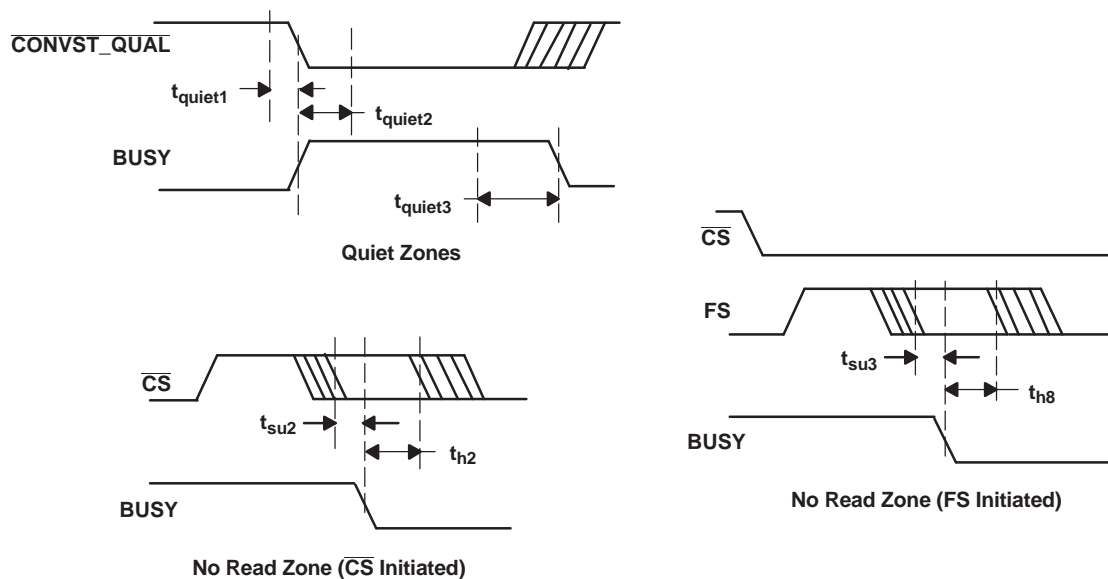 CONVST_QUAL
tquiet1
tquiet2
BUSY
tquiet3
Quiet Zones
CS
tsu2
th2
BUSY
No Read Zone (CS Initiated)
CS
FS
tsu3
th8
BUSY
No Read Zone (FS Initiated)